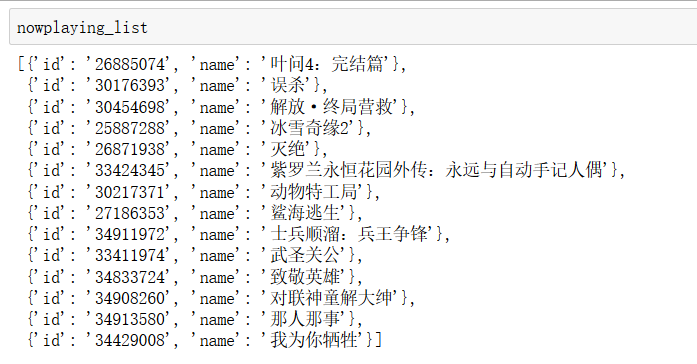 nowplaying_list
[{'id': '26885074', 'name': '叶问4：完结篇'},
{'id': '30176393', 'name': '误杀'},
{'id': '30454698', 'name': '解放·终局营救'},
{'id': '25887288', 'name': '冰雪奇缘2'},
{'id': '26871938', 'name': '灭绝'},
{'id': '33424345', 'name': '紫罗兰永恒花园外传：永远与自动手记人偶'},
{'id': '30217371', 'name': '动物特工局'},
{'id': '27186353', 'name': '鲨海逃生'},
{'id': '34911972', 'name': '士兵顺溜：兵王争锋'},
{'id': '33411974', 'name': '武圣关公'},
{'id': '34833724', 'name': '致敬英雄'},
{'id': '34908260', 'name': '对联神童解大绅'},
{'id': '34913580', 'name': '那人那事'},
{'id': '34429008', 'name': '我为你牺牲'}]